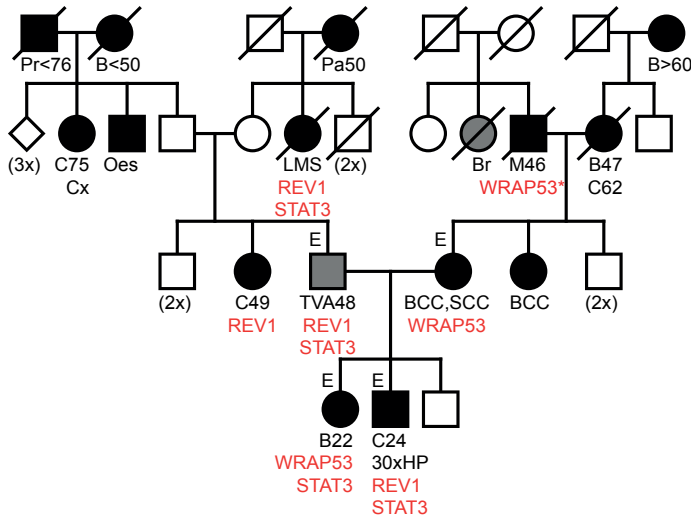 Pr<76 B<50 Pa50 B>60
(3x) C75 Oes LMS (2x) Br M46 B47
Cx REV1 WRAP53* C62
STAT3
E E
(2x) C49 TVA48 BCC,SCC BCC (2x)
REV1 REV1 WRAP53
STAT3
E E
B22 C24
WRAP53 30xHP
STAT3 REV1
STAT3